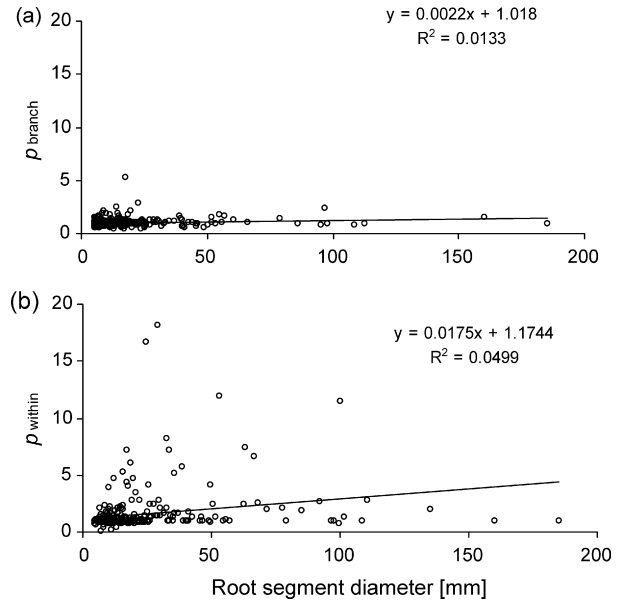 (a)
y = 0.0022x + 1.018
R² = 0.0133
20
15
10
5
0
p branch
0 50 100 150 200
(b)
y = 0.0175x + 1.1744
R² = 0.0499
20
15
10
5
0
p within
0 50 100 150 200
Root segment diameter [mm]